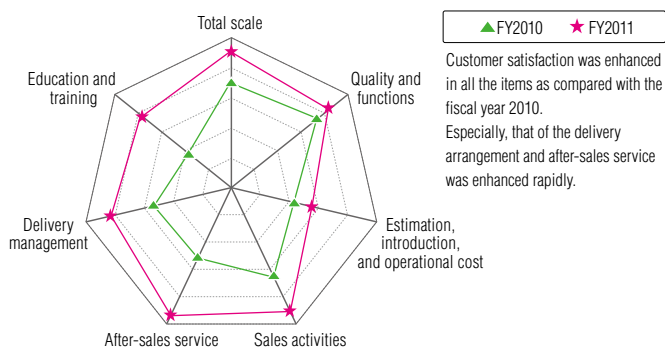 Total scale
FY2010
FY2011
Education and
training
Quality and
functions
Customer satisfaction was enhanced
in all the items as compared with the
fiscal year 2010.
Especially, that of the delivery
arrangement and after-sales service
was enhanced rapidly.
Delivery
management
Estimation,
introduction,
and operational cost
After-sales service
Sales activities